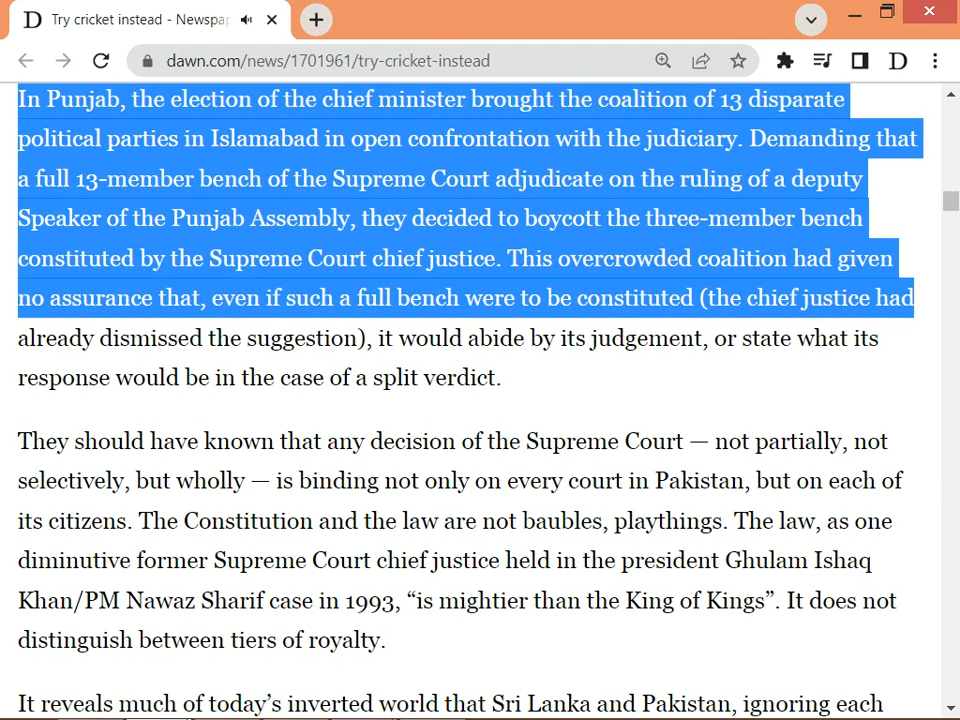 Try cricket instead - Newspap
dawn.com/news/1701961/try-cricket-instead
In Punjab, the election of the chief minister brought the coalition of 13 disparate
political parties in Islamabad in open confrontation with the judiciary. Demanding that
a full 13-member bench of the Supreme Court adjudicate on the ruling of a deputy
Speaker of the Punjab Assembly, they decided to boycott the three-member bench
constituted by the Supreme Court chief justice. This overcrowded coalition had given
no assurance that, even if such a full bench were to be constituted (the chief justice had
already dismissed the suggestion), it would abide by its judgement, or state what its
response would be in the case of a split verdict.
They should have known that any decision of the Supreme Court — not partially, not
selectively, but wholly — is binding not only on every court in Pakistan, but on each of
its citizens. The Constitution and the law are not baubles, playthings. The law, as one
diminutive former Supreme Court chief justice held in the president Ghulam Ishaq
Khan/PM Nawaz Sharif case in 1993, “is mightier than the King of Kings”. It does not
distinguish between tiers of royalty.
It reveals much of today’s inverted world that Sri Lanka and Pakistan, ignoring each